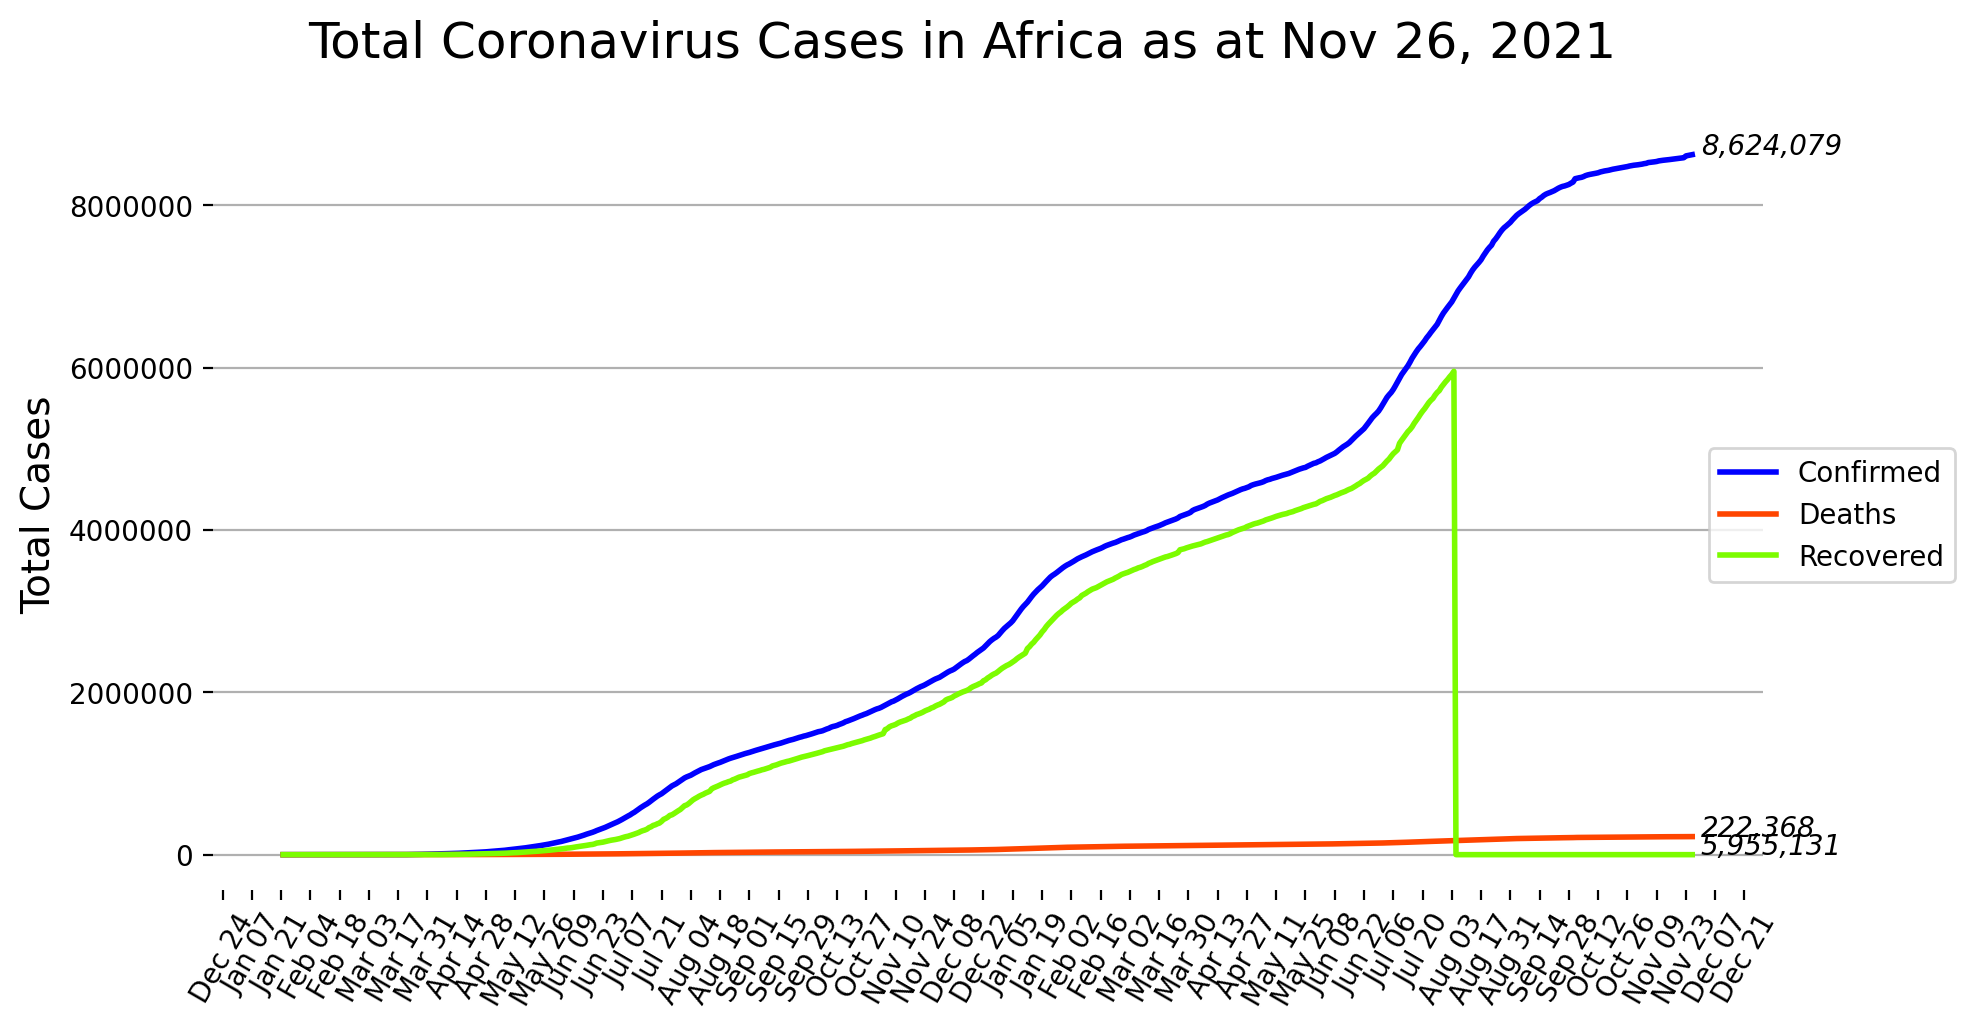 Total Coronavirus Cases in Africa as at Nov 26, 2021
Total Cases
8000000
6000000
4000000
2000000
0
8,624,079
222,368
5,955,131
Confirmed
Deaths
Recovered
Dec 24
Jan 07
Jan 21
Feb 04
Feb 18
Mar 03
Mar 17
Mar 31
Apr 14
Apr 28
May 12
May 26
Jun 09
Jun 23
Jul 07
Jul 21
Aug 04
Aug 18
Sep 01
Sep 15
Sep 29
Oct 13
Oct 27
Nov 10
Nov 24
Dec 08
Dec 22
Jan 05
Jan 19
Feb 02
Feb 16
Mar 02
Mar 16
Mar 30
Apr 13
Apr 27
May 11
May 25
Jun 08
Jun 22
Jul 06
Jul 20
Aug 03
Aug 17
Aug 31
Sep 14
Sep 28
Oct 12
Oct 26
Nov 09
Nov 23
Dec 07
Dec 21